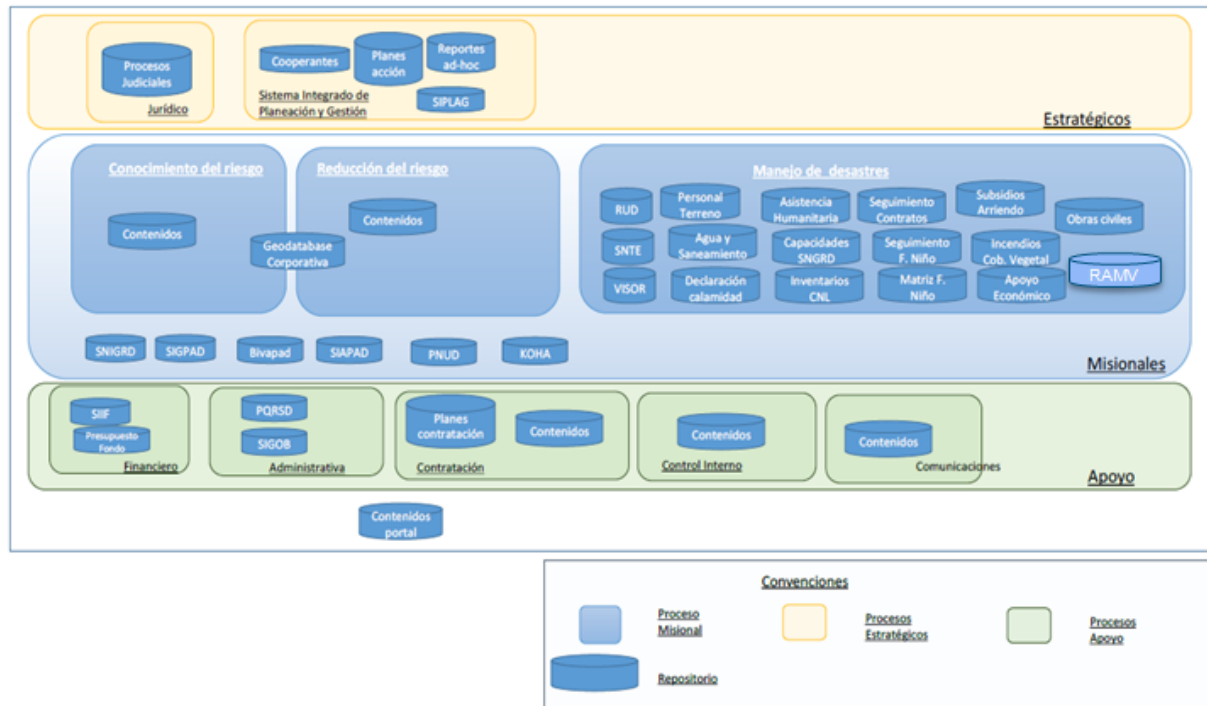 Procesos
Judiciales
Jurídico
Cooperantes
Planes
acción
Reportes
ad-hoc
SIPLAG
Sistema Integrado de
Planeación y Gestión
Estratégicos
Conocimiento del riesgo
Contenidos
Geodatabase
Corporativa
Reducción del riesgo
Contenidos
Manejo de desastres
RUD
Personal
Terreno
Asistencia
Humanitaria
Seguimiento
Contratos
Subsidios
Arriendo
Obras civiles
SNTE
Agua y
Saneamiento
Capacidades
SNGRD
Seguimiento
F. Niño
Incendios
Cob. Vegetal
RAMV
VISOR
Declaración
calamidad
Inventarios
CNL
Matriz F.
Niño
Apoyo
Económico
SNIGRD
SIGPAD
Bivapad
SIAPAD
PNUD
KOHA
Misionales
SIIF
Presupuesto
Fondo
Financiero
PQRSD
SIGOB
Administrativa
Planes
contratación
Contenidos
Contratación
Contenidos
Control Interno
Contenidos
Comunicaciones
Apoyo
Contenidos
portal
Convenciones
Proceso
Misional
Procesos
Estratégicos
Procesos
Apoyo
Repositorio